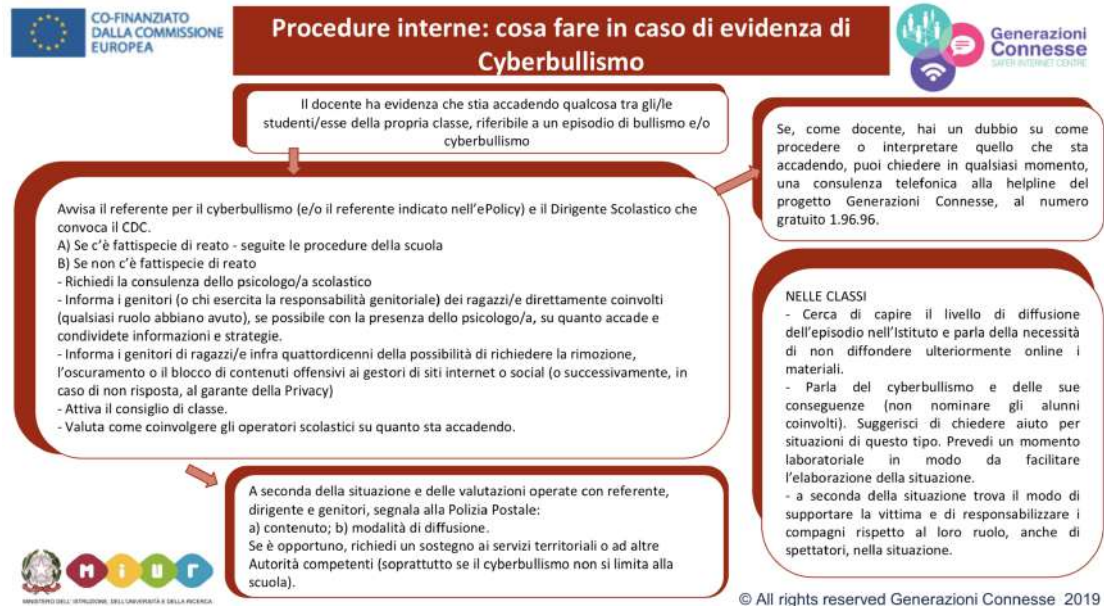 CO-FINANZIATO
DALLA COMMISSIONE
EUROPEA
Procedure interne: cosa fare in caso di evidenza di
Cyberbullismo
Generazioni
Connesse
SAFER INTERNET CENTRE
Il docente ha evidenza che stia accadendo qualcosa tra gli/le
studenti/esse della propria classe, riferibile a un episodio di bullismo e/o
cyberbullismo
Se, come docente, hai un dubbio su come
procedere o interpretare quello che sta
accadendo, puoi chiedere in qualsiasi momento,
una consulenza telefonica alla helpline del
progetto Generazioni Connesse, al numero
gratuito 1.96.96.
Avvisa il referente per il cyberbullismo (e/o il referente indicato nell'ePolicy) e il Dirigente Scolastico che
convoca il CDC.
A) Se c'è fattispecie di reato - seguite le procedure della scuola
B) Se non c'è fattispecie di reato
- Richiedi la consulenza dello psicologo/a scolastico
- Informa i genitori (o chi esercita la responsabilità genitoriale) dei ragazzi/e direttamente coinvolti
(qualsiasi ruolo abbiano avuto), se possibile con la presenza dello psicologo/a, su quanto accade e
condividete informazioni e strategie.
- Informa i genitori di ragazzi/e infra quattordicenni della possibilità di richiedere la rimozione,
l'oscuramento o il blocco di contenuti offensivi ai gestori di siti internet o social (o successivamente, in
caso di non risposta, al garante della Privacy)
- Attiva il consiglio di classe.
- Valuta come coinvolgere gli operatori scolastici su quanto sta accadendo.
NELLE CLASSI
- Cerca di capire il livello di diffusione
dell'episodio nell'Istituto e parla della necessità
di non diffondere ulteriormente online i
materiali.
- Parla del cyberbullismo e delle sue
conseguenze (non nominare gli alunni
coinvolti). Suggerisci di chiedere aiuto per
situazioni di questo tipo. Prevedi un momento
laboratoriale in modo da facilitare
l'elaborazione della situazione.
- a seconda della situazione trova il modo di
supportare la vittima e di responsabilizzare i
compagni rispetto al loro ruolo, anche di
spettatori, nella situazione.
A seconda della situazione e delle valutazioni operate con referente,
dirigente e genitori, segnala alla Polizia Postale:
a) contenuto; b) modalità di diffusione.
Se è opportuno, richiedi un sostegno ai servizi territoriali o ad altre
Autorità competenti (soprattutto se il cyberbullismo non si limita alla
scuola).
miur
MINISTERO DELL'ISTRUZIONE, DELL'UNIVERSITÀ E DELLA RICERCA
© All rights reserved Generazioni Connesse 2019